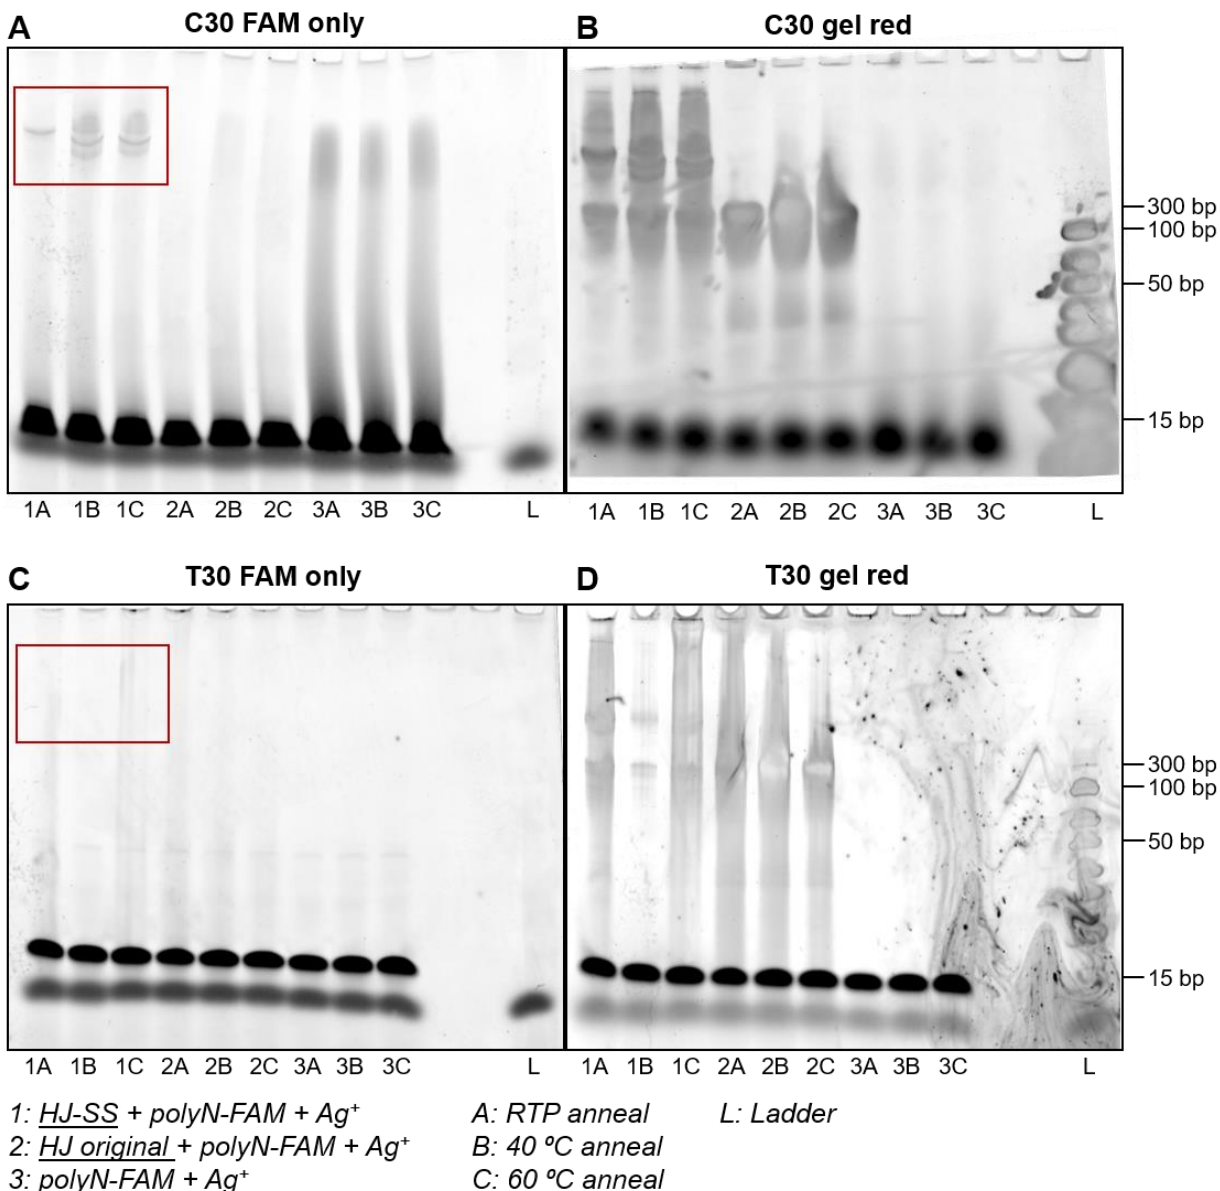 A C30 FAM only B C30 gel red
300 bp
100 bp
50 bp
15 bp
1A 1B 1C 2A 2B 2C 3A 3B 3C L 1A 1B 1C 2A 2B 2C 3A 3B 3C L
C T30 FAM only D T30 gel red
300 bp
100 bp
50 bp
15 bp
1A 1B 1C 2A 2B 2C 3A 3B 3C L 1A 1B 1C 2A 2B 2C 3A 3B 3C L
1: HJ-SS + polyN-FAM + Ag⁺ A: RTP anneal L: Ladder
2: HJ original + polyN-FAM + Ag⁺ B: 40 ºC anneal
3: polyN-FAM + Ag⁺ C: 60 ºC anneal